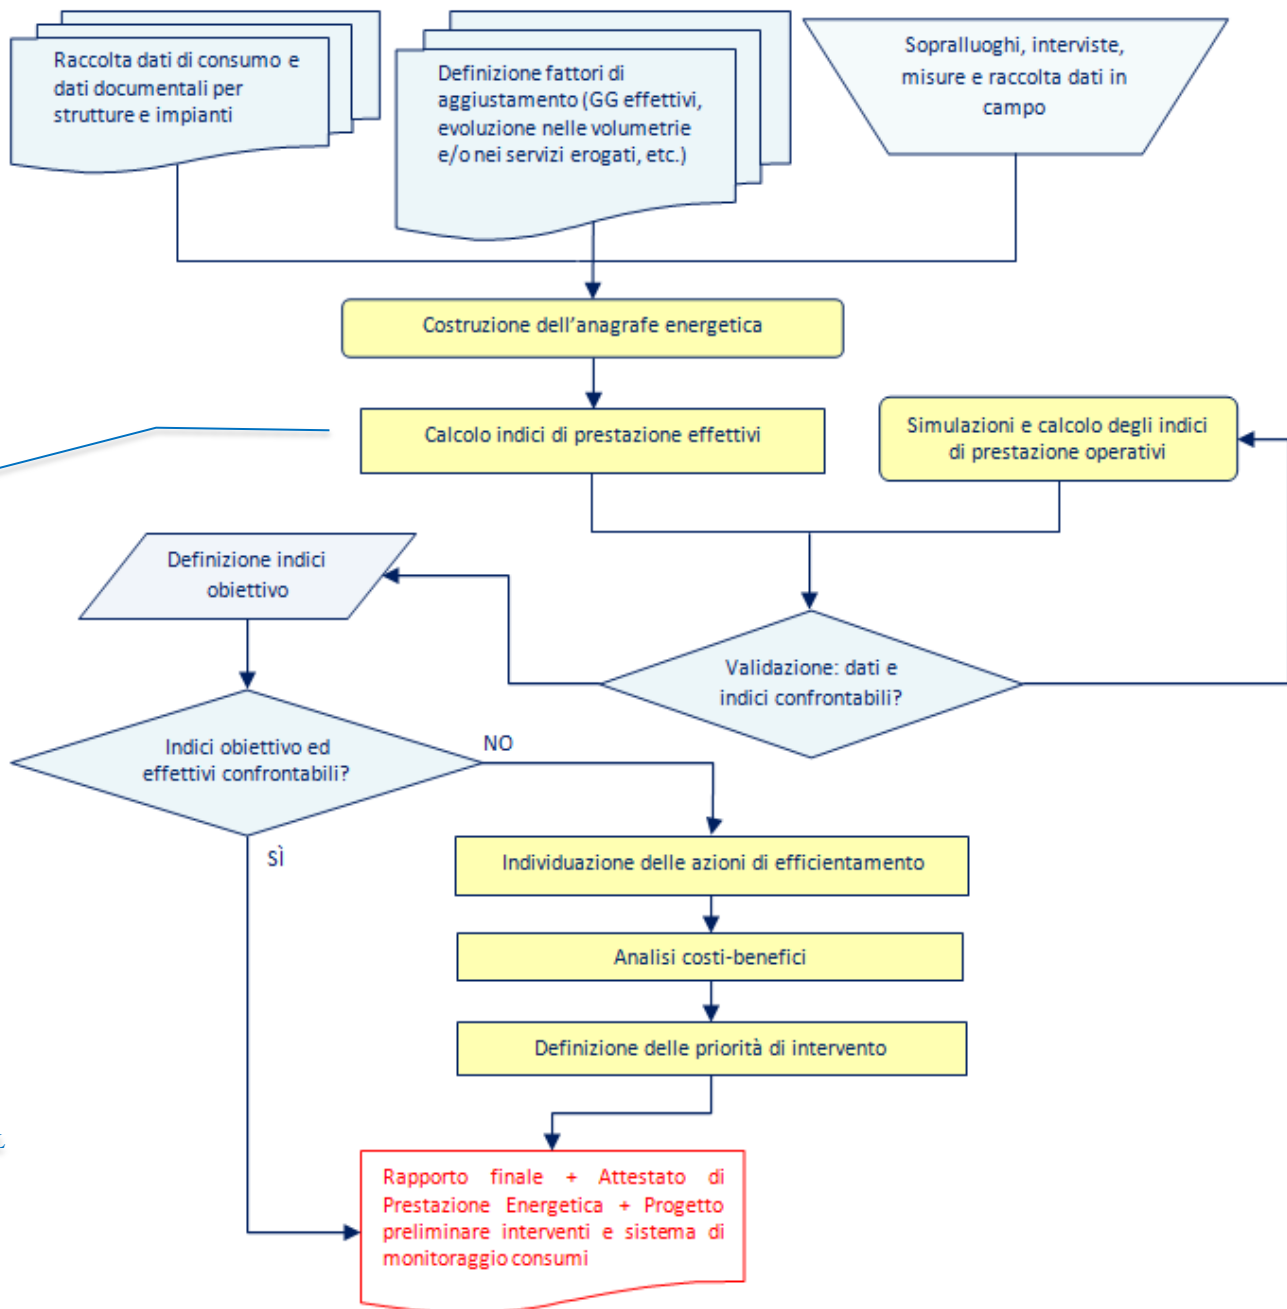 Raccolta dati di consumo e
dati documentali per
strutture e impianti
Definizione fattori di
aggiustamento (GG effettivi,
evoluzione nelle volumetrie
e/o nei servizi erogati, etc.)
Sopralluoghi, interviste,
misure e raccolta dati in
campo
Costruzione dell'anagrafe energetica
Calcolo indici di prestazione effettivi
Simulazioni e calcolo degli indici
di prestazione operativi
Definizione indici
obiettivo
Validazione: dati e
indici confrontabili?
Indici obiettivo ed
effettivi confrontabili?
NO
SÌ
Individuazione delle azioni di efficientamento
Analisi costi-benefici
Definizione delle priorità di intervento
Rapporto finale + Attestato di
Prestazione Energetica + Progetto
preliminare interventi e sistema di
monitoraggio consumi